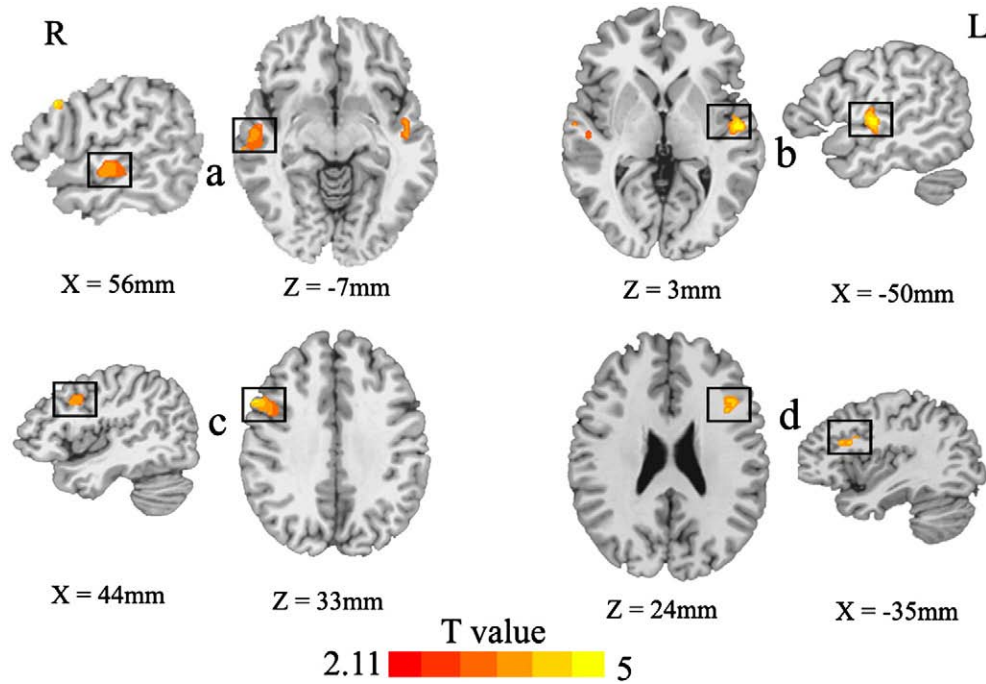 R
L
a
b
X = 56mm
Z = -7mm
Z = 3mm
X = -50mm
c
d
X = 44mm
Z = 33mm
Z = 24mm
X = -35mm
T value
2.11
5